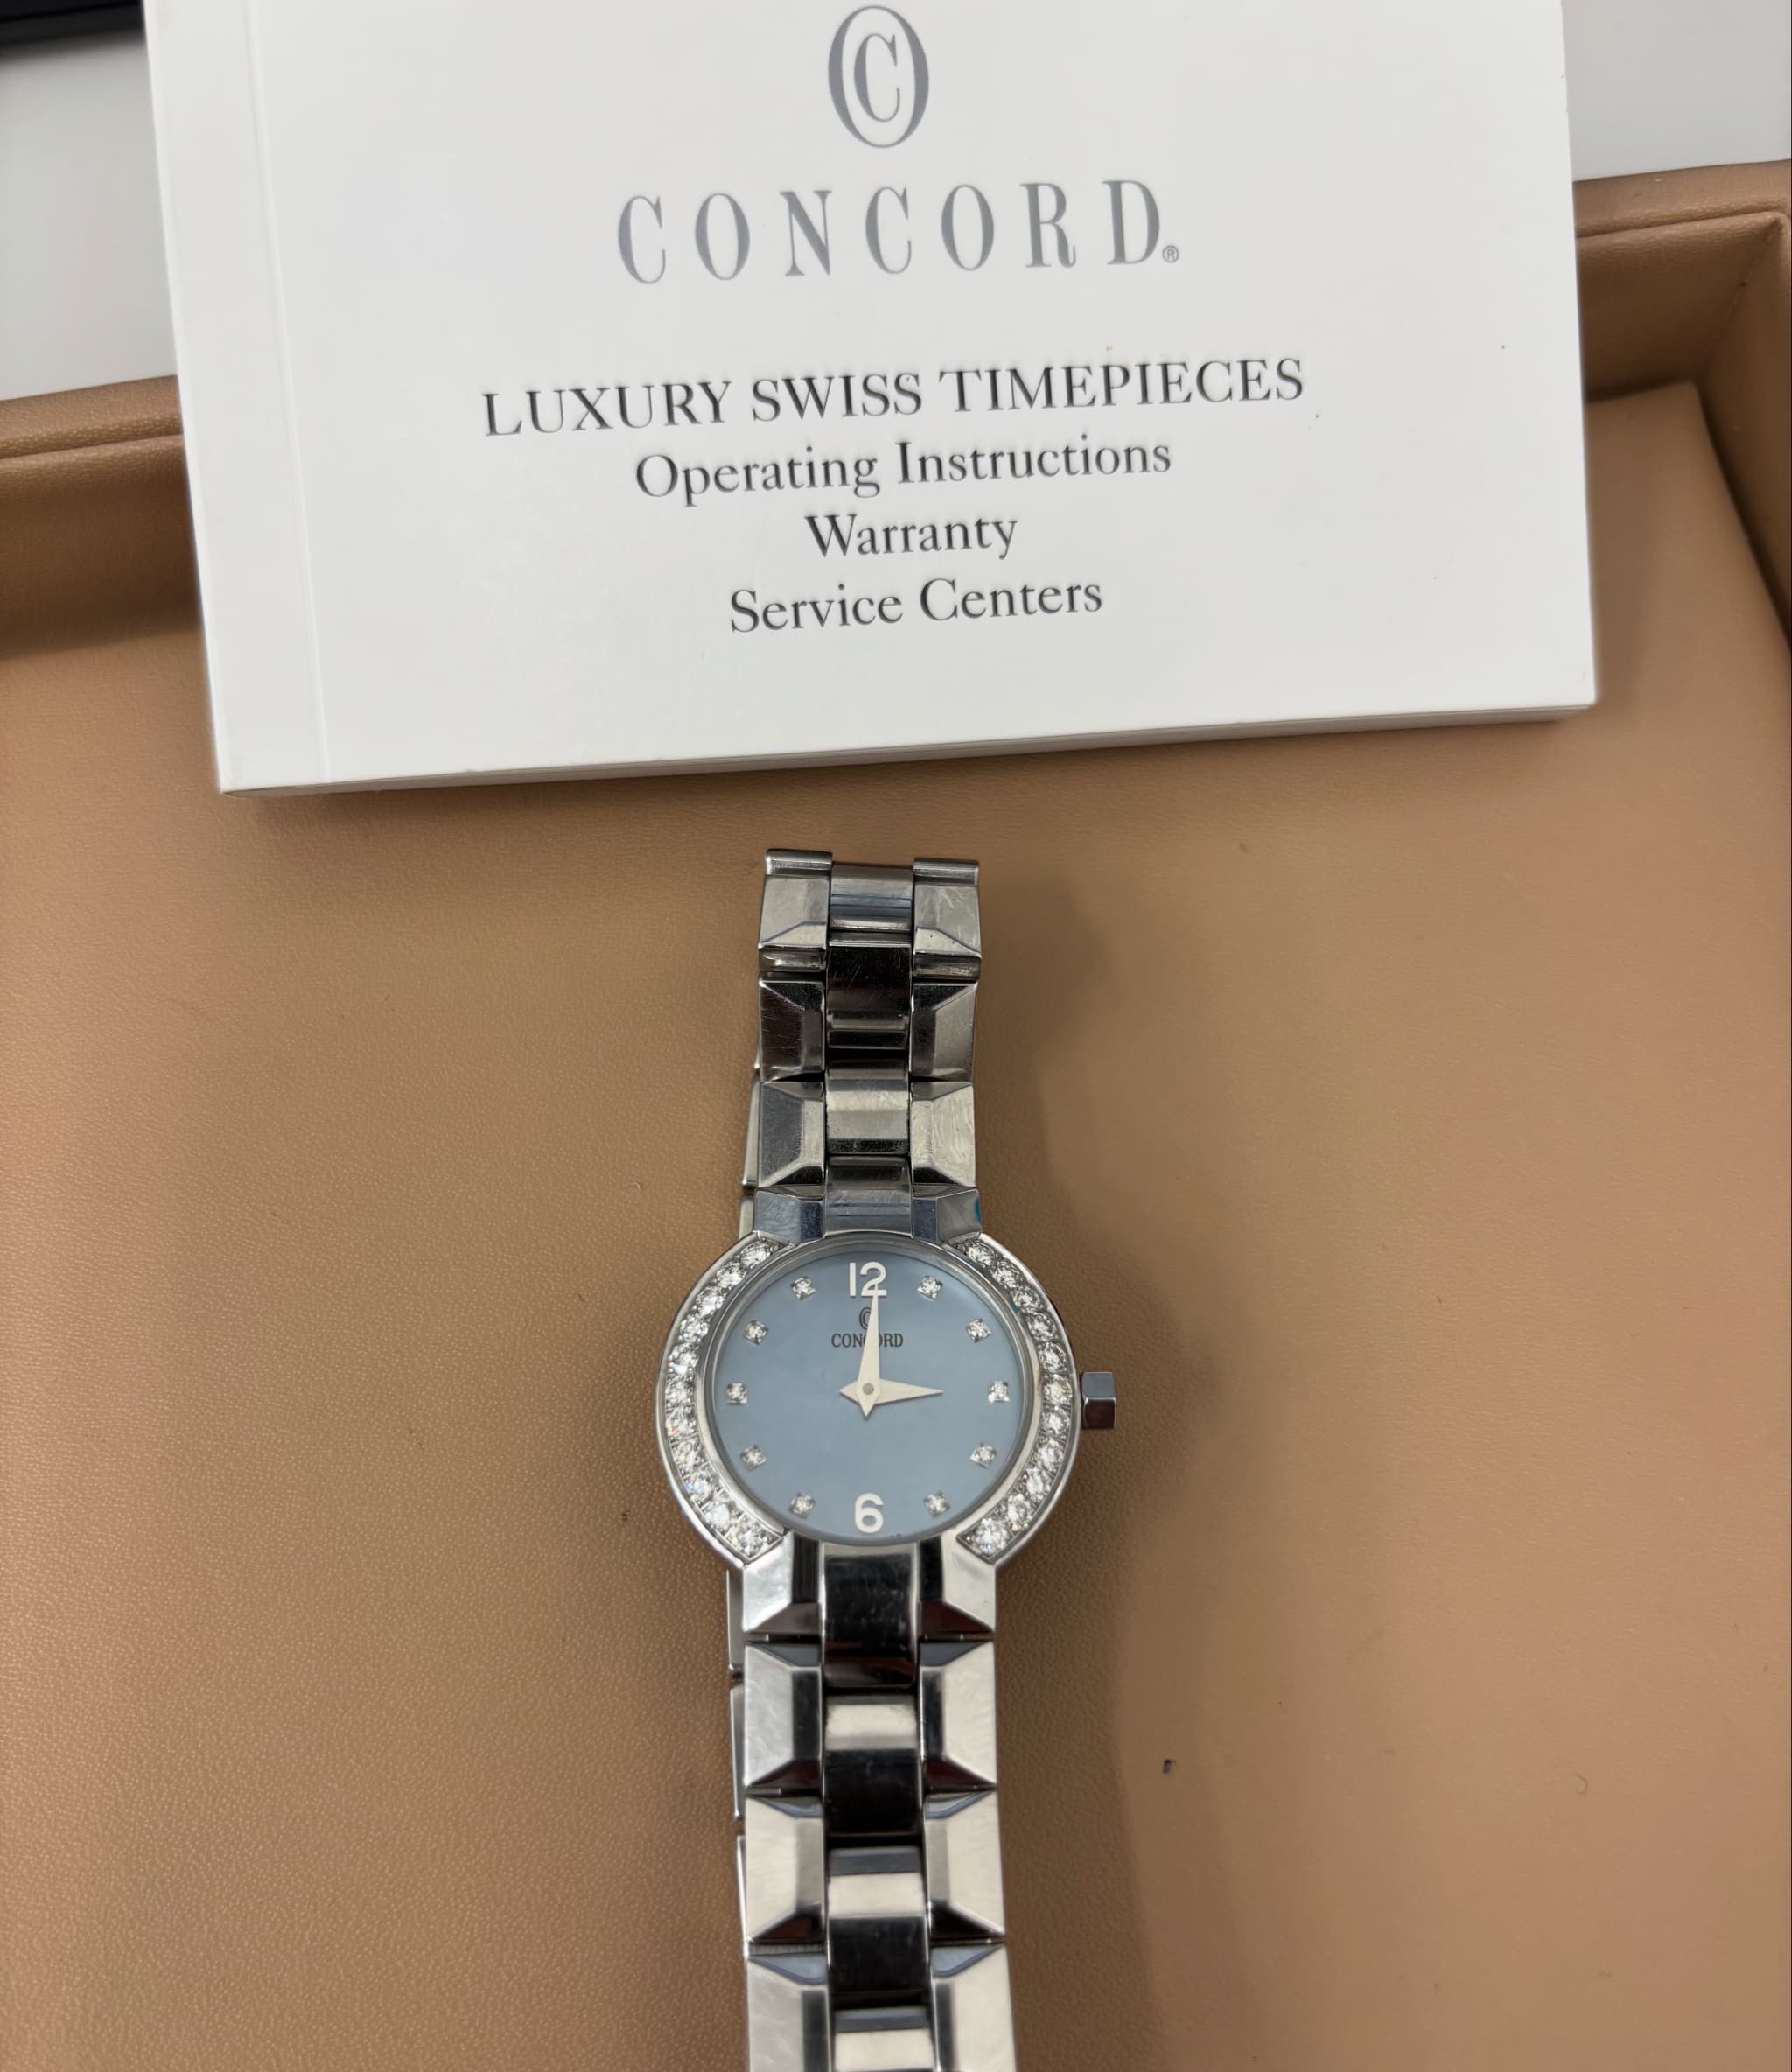 C
CONCORD®
LUXURY SWISS TIMEPIECES
Operating Instructions
Warranty
Service Centers
12
C
CONCORD
6